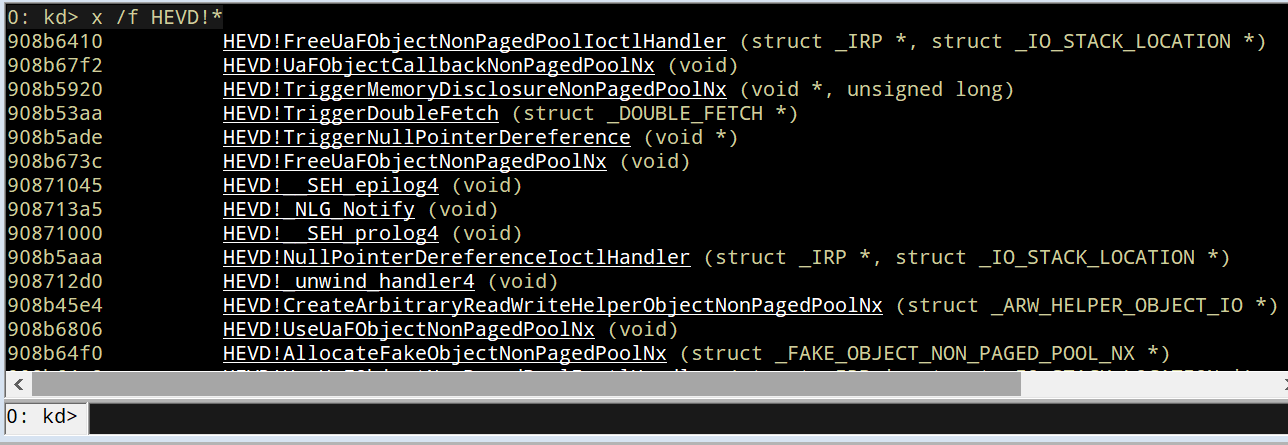 0: kd> x /f HEVD!*
908b6410 HEVD!FreeUaFObjectNonPagedPoolIoctlHandler (struct _IRP *, struct _IO_STACK_LOCATION *)
908b67f2 HEVD!UaFObjectCallbackNonPagedPoolNx (void)
908b5920 HEVD!TriggerMemoryDisclosureNonPagedPoolNx (void *, unsigned long)
908b53aa HEVD!TriggerDoubleFetch (struct _DOUBLE_FETCH *)
908b5ade HEVD!TriggerNullPointerDereference (void *)
908b673c HEVD!FreeUaFObjectNonPagedPoolNx (void)
90871045 HEVD!__SEH_epilog4 (void)
908713a5 HEVD!_NLG_Notify (void)
90871000 HEVD!__SEH_prolog4 (void)
908b5aaa HEVD!NullPointerDereferenceIoctlHandler (struct _IRP *, struct _IO_STACK_LOCATION *)
908712d0 HEVD!_unwind_handler4 (void)
908b45e4 HEVD!CreateArbitraryReadWriteHelperObjectNonPagedPoolNx (struct _ARW_HELPER_OBJECT_IO *)
908b6806 HEVD!UseUaFObjectNonPagedPoolNx (void)
908b64f0 HEVD!AllocateFakeObjectNonPagedPoolNx (struct _FAKE_OBJECT_NON_PAGED_POOL_NX *)
0: kd>